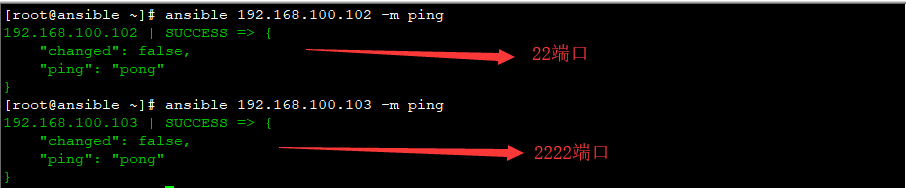 [root@ansible ~]# ansible 192.168.100.102 -m ping
192.168.100.102 | SUCCESS => {
    "changed": false,
    "ping": "pong"
22端口
}
[root@ansible ~]# ansible 192.168.100.103 -m ping
192.168.100.103 | SUCCESS => {
    "changed": false,
    "ping": "pong"
2222端口
}